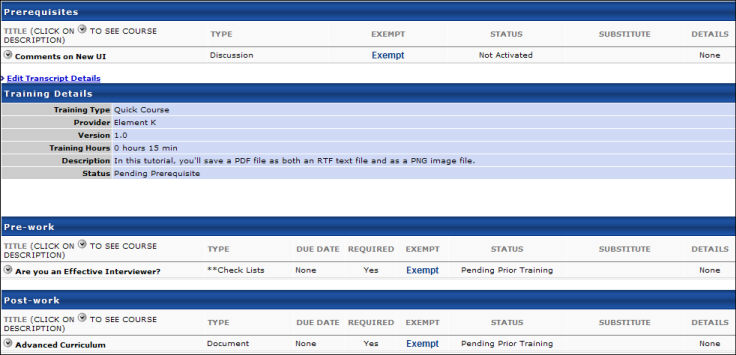 Prerequisites
TITLE (CLICK ON TO SEE COURSE DESCRIPTION) TYPE EXEMPT STATUS SUBSTITUTE DETAILS
Comments on New UI Discussion Exempt Not Activated None
Edit Transcript Details
Training Details
Training Type Quick Course
Provider Element K
Version 1.0
Training Hours 0 hours 15 min
Description In this tutorial, you'll save a PDF file as both an RTF text file and as a PNG image file.
Status Pending Prerequisite
Pre-work
TITLE (CLICK ON TO SEE COURSE DESCRIPTION) TYPE DUE DATE REQUIRED EXEMPT STATUS SUBSTITUTE DETAILS
Are you an Effective Interviewer? **Check Lists None Yes Exempt Pending Prior Training None
Post-work
TITLE (CLICK ON TO SEE COURSE DESCRIPTION) TYPE DUE DATE REQUIRED EXEMPT STATUS SUBSTITUTE DETAILS
Advanced Curriculum Document None Yes Exempt Pending Prior Training None